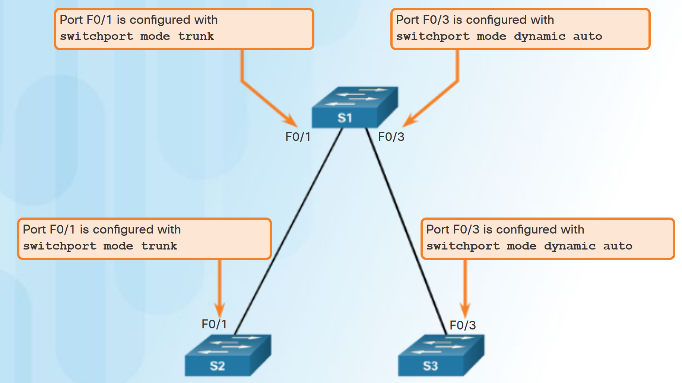 Port F0/1 is configured with
switchport mode trunk
Port F0/3 is configured with
switchport mode dynamic auto
S1
F0/1
F0/3
Port F0/1 is configured with
switchport mode trunk
Port F0/3 is configured with
switchport mode dynamic auto
F0/1
F0/3
S2
S3